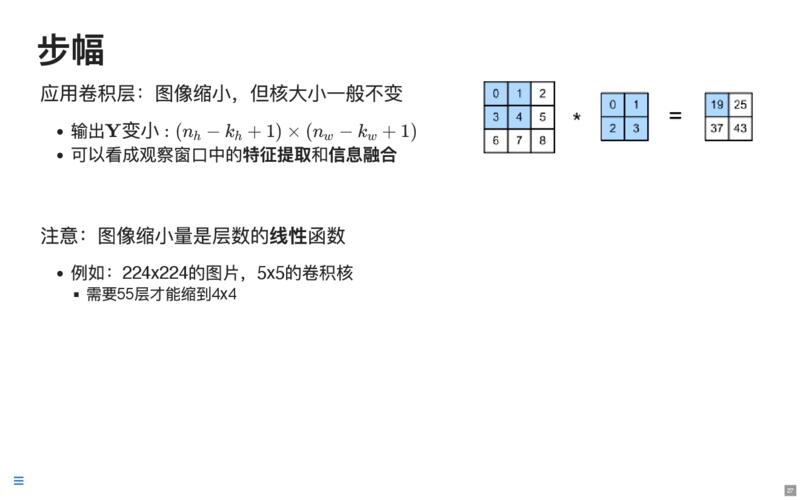 步幅
应用卷积层：图像缩小，但核大小一般不变
• 输出Y变小 : (n_h − k_h + 1) × (n_w − k_w + 1)
• 可以看成观察窗口中的特征提取和信息融合
0 1 2
3 4 5
6 7 8
*
0 1
2 3
=
19 25
37 43
注意：图像缩小量是层数的线性函数
• 例如：224x224的图片，5x5的卷积核
▪ 需要55层才能缩到4x4
27